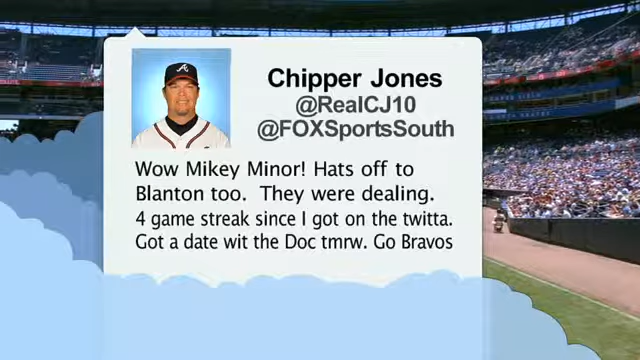 Chipper Jones
@RealCJ10
@FOXSportsSouth
Wow Mikey Minor! Hats off to
Blanton too. They were dealing.
4 game streak since I got on the twitta.
Got a date wit the Doc tmrw. Go Bravos